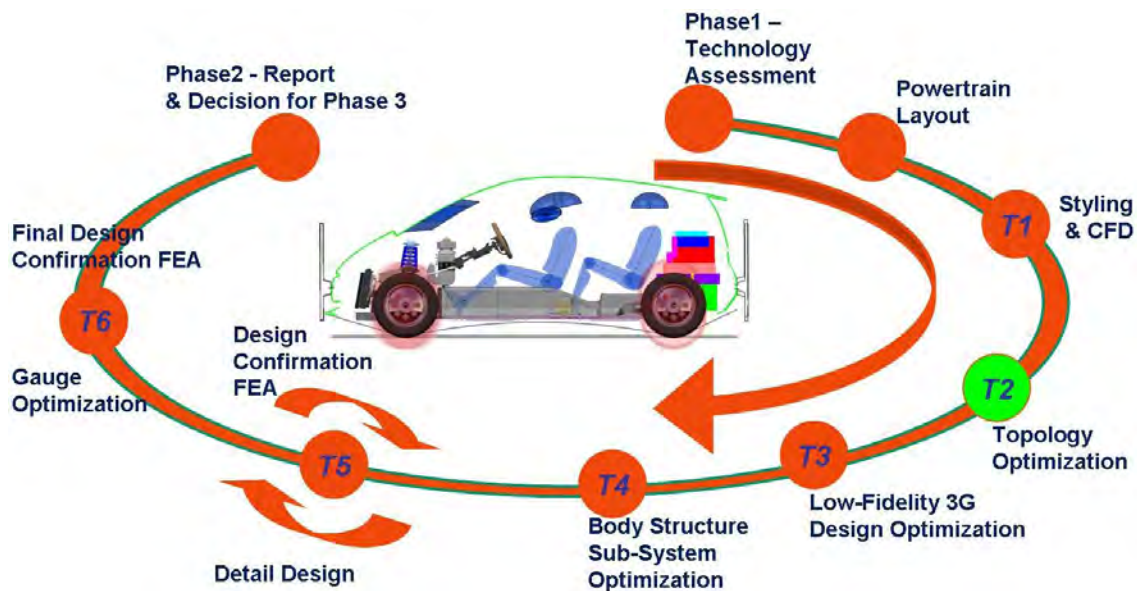 Phase1 –
Technology
Assessment
Powertrain
Layout
T1
Styling
& CFD
T2
Topology
Optimization
T3
Low-Fidelity 3G
Design Optimization
T4
Body Structure
Sub-System
Optimization
T5
Design
Confirmation
FEA
Detail Design
T6
Final Design
Confirmation FEA
Gauge
Optimization
Phase2 - Report
& Decision for Phase 3